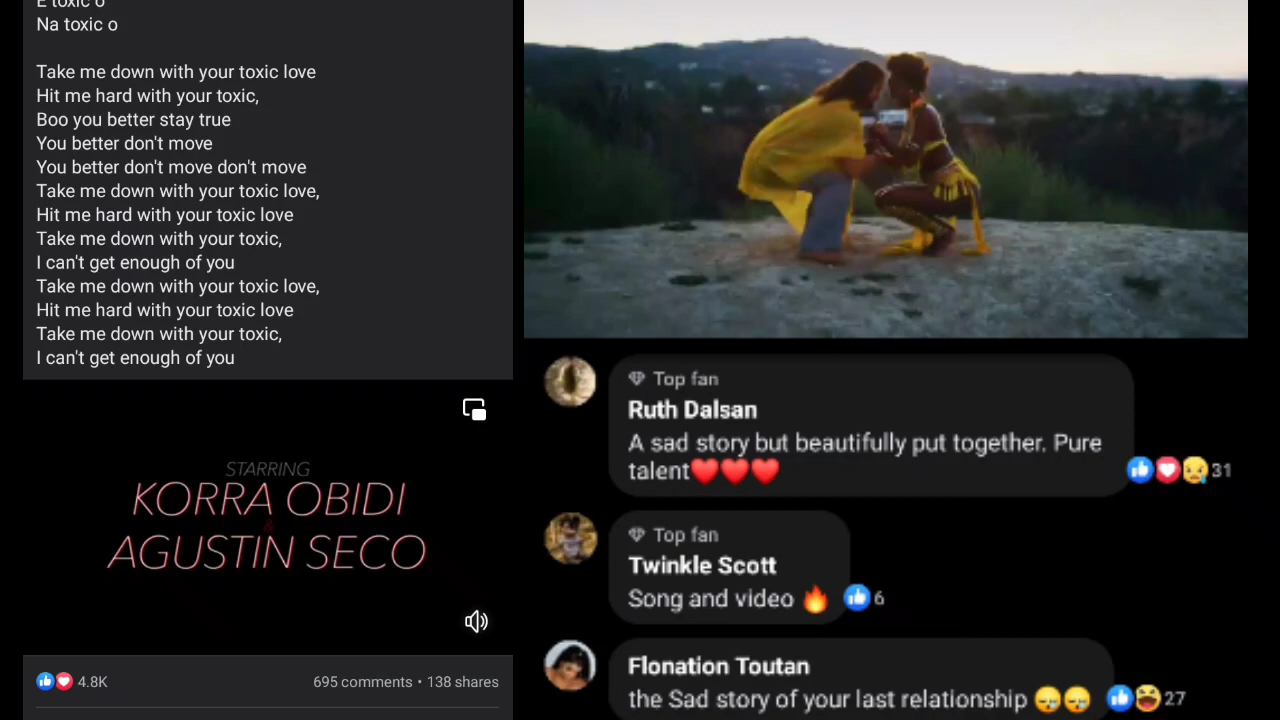 E toxic o
Na toxic o
Take me down with your toxic love
Hit me hard with your toxic,
Boo you better stay true
You better don't move
You better don't move don't move
Take me down with your toxic love,
Hit me hard with your toxic love
Take me down with your toxic,
I can't get enough of you
Take me down with your toxic love,
Hit me hard with your toxic love
Take me down with your toxic,
I can't get enough of you
STARRING
KORRA OBIDI
&
AGUSTIN SECO
4.8K
695 comments • 138 shares
Top fan
Ruth Dalsan
A sad story but beautifully put together. Pure
talent❤️❤️❤️
31
Top fan
Twinkle Scott
Song and video 🔥
6
Flonation Toutan
the Sad story of your last relationship 😪😪
27